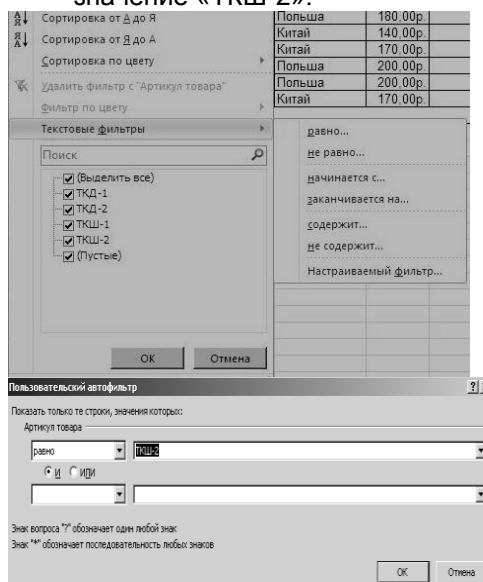 значение «ТКШ-2».
Сортировка от А до Я
Сортировка от Я до А
Сортировка по цвету
Удалить фильтр с "Артикул товара"
Фильтр по цвету
Текстовые фильтры
Поиск
(Выделить все)
ТКД-1
ТКД-2
ТКШ-1
ТКШ-2
(Пустые)
ОК Отмена
Польша 180,00р.
Китай 140,00р.
Китай 170,00р.
Польша 200,00р.
Польша 200,00р.
Китай 170,00р.
равно...
не равно...
начинается с...
заканчивается на...
содержит...
не содержит...
Настраиваемый фильтр...
Пользовательский автофильтр
Показать только те строки, значения которых:
Артикул товара
равно ТКШ-2
И ИЛИ
Знак вопроса "?" обозначает один любой знак
Знак "*" обозначает последовательность любых знаков
ОК Отмена